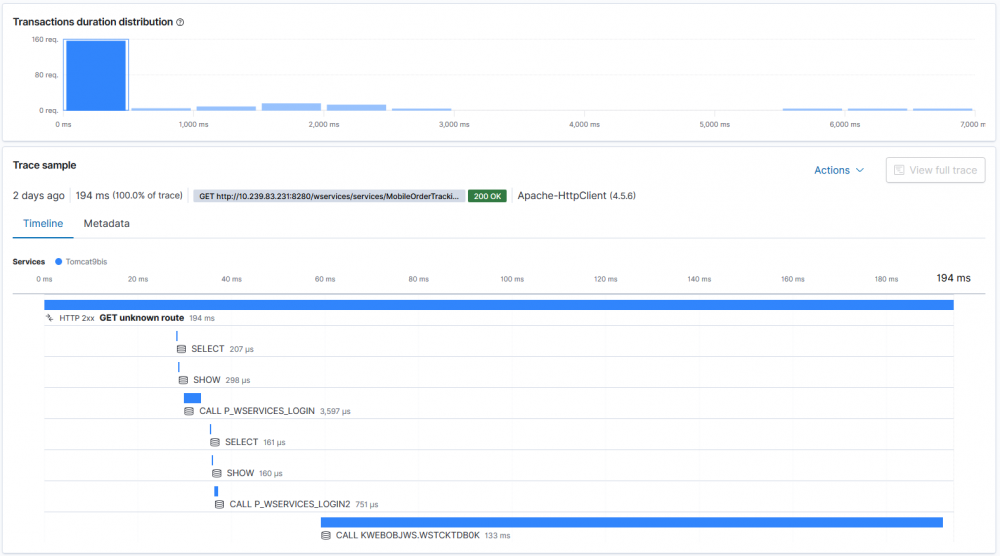 Transactions duration distribution
160 req.
80 req.
0 req.
0 ms 1,000 ms 2,000 ms 3,000 ms 4,000 ms 5,000 ms 6,000 ms 7,000 m
Trace sample
Actions View full trace
2 days ago 194 ms (100.0% of trace) GET http://10.239.83.231:8280/wservices/services/MobileOrderTracki... 200 OK Apache-HttpClient (4.5.6)
Timeline Metadata
Services Tomcat9bis
0 ms 20 ms 40 ms 60 ms 80 ms 100 ms 120 ms 140 ms 160 ms 180 ms 194 ms
HTTP 2xx GET unknown route 194 ms
SELECT 207 μs
SHOW 298 μs
CALL P_WSERVICES_LOGIN 3,597 μs
SELECT 161 μs
SHOW 160 μs
CALL P_WSERVICES_LOGIN2 751 μs
CALL KWEBOBJWS.WSTCKTDB0K 133 ms